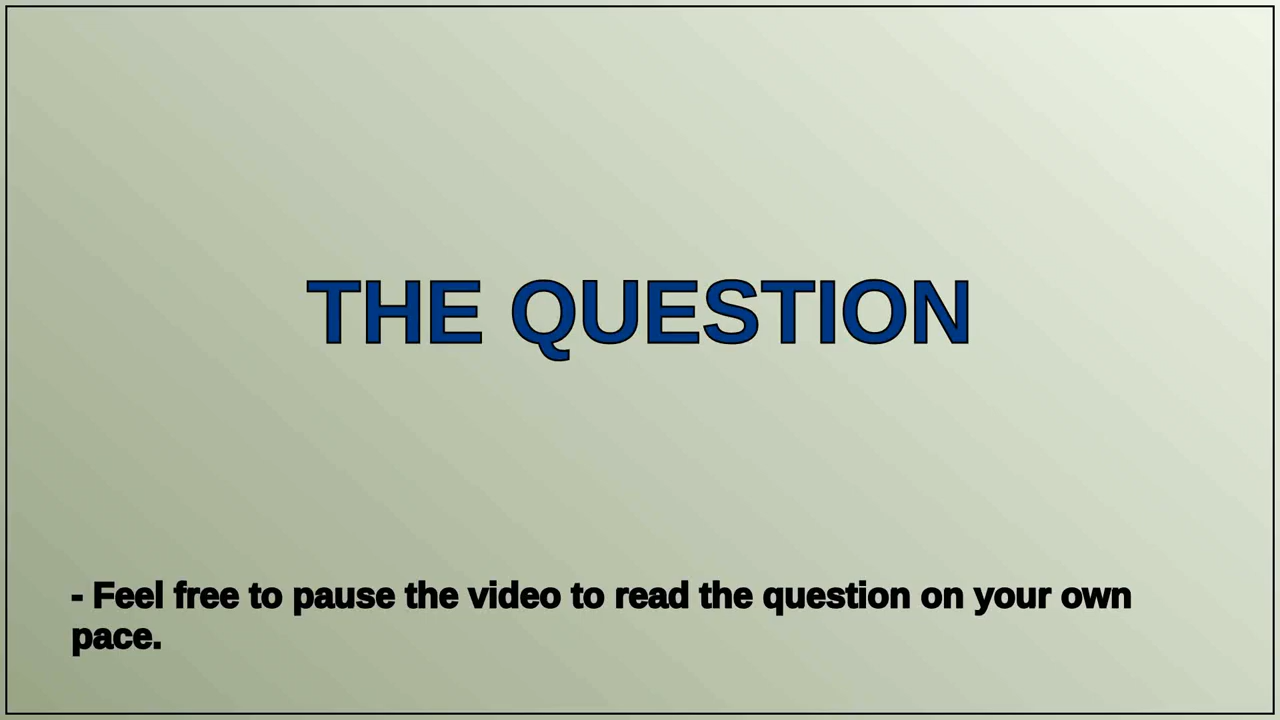 THE QUESTION
- Feel free to pause the video to read the question on your own
pace.